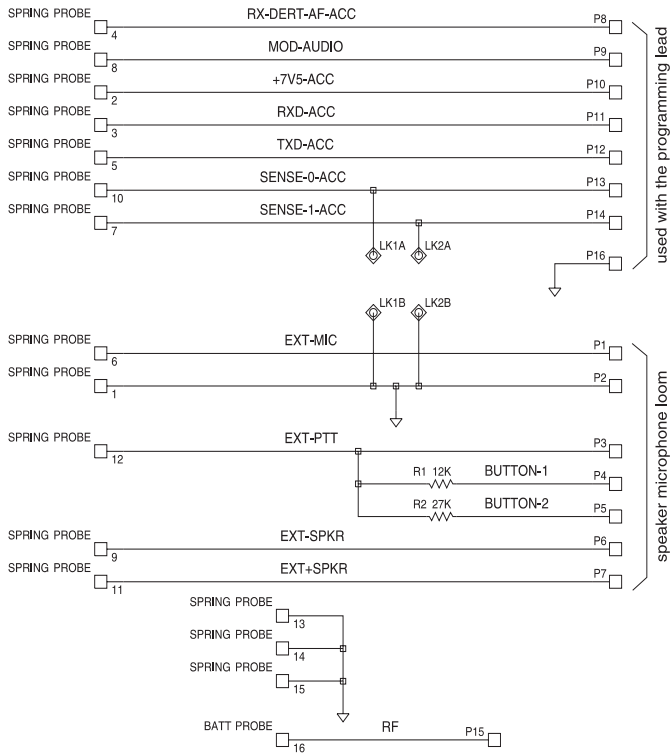 SPRING PROBE 4 RX-DERT-AF-ACC P8
SPRING PROBE 8 MOD-AUDIO P9
SPRING PROBE 2 +7V5-ACC P10
SPRING PROBE 3 RXD-ACC P11
SPRING PROBE 5 TXD-ACC P12
SPRING PROBE 10 SENSE-0-ACC P13
SPRING PROBE 7 SENSE-1-ACC P14
LK1A LK2A
P16
used with the programming lead
LK1B LK2B
SPRING PROBE 6 EXT-MIC P1
SPRING PROBE 1 P2
SPRING PROBE 12 EXT-PTT P3
R1 12K BUTTON-1 P4
R2 27K BUTTON-2 P5
SPRING PROBE 9 EXT-SPKR P6
SPRING PROBE 11 EXT+SPKR P7
speaker microphone loom
SPRING PROBE 13
SPRING PROBE 14
SPRING PROBE 15
BATT PROBE 16 RF P15